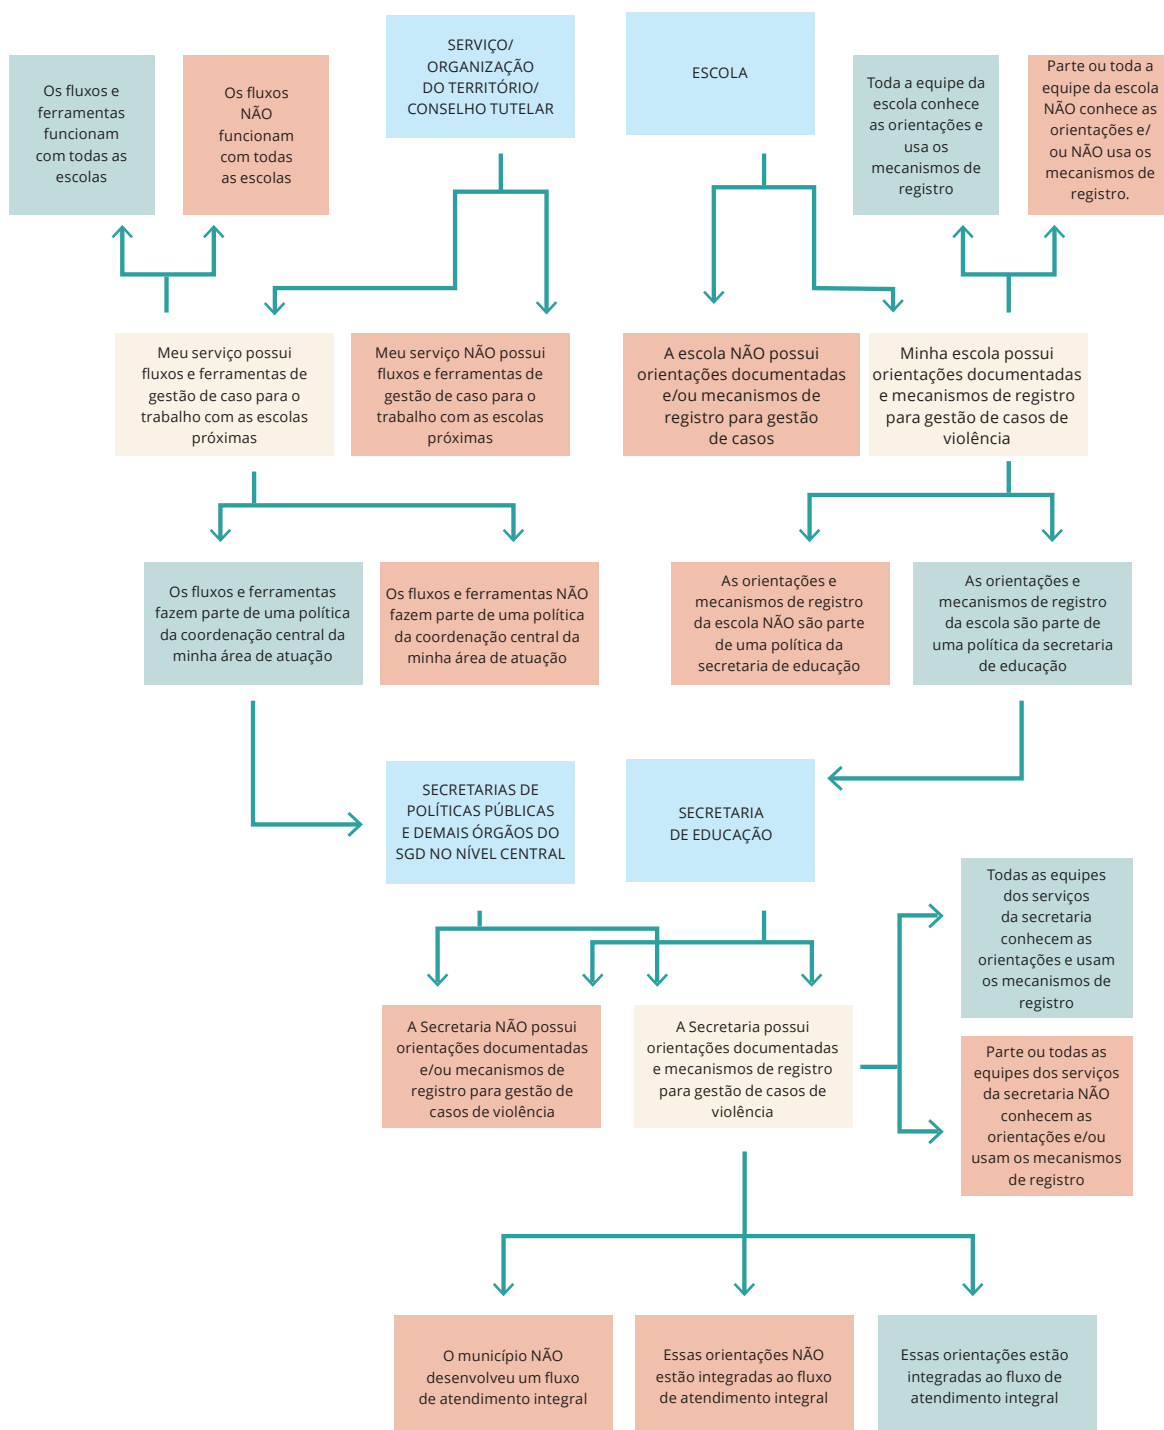 SERVIÇO/
ORGANIZAÇÃO
DO TERRITÓRIO/
CONSELHO TUTELAR
ESCOLA
Os fluxos e
ferramentas
funcionam
com todas as
escolas
Os fluxos
NÃO
funcionam
com todas
as escolas
Toda a equipe da
escola conhece
as orientações e
usa os
mecanismos de
registro
Parte ou toda a
equipe da escola
NÃO conhece as
orientações e/
ou NÃO usa os
mecanismos de
registro.
Meu serviço possui
fluxos e ferramentas de
gestão de caso para o
trabalho com as escolas
próximas
Meu serviço NÃO possui
fluxos e ferramentas de
gestão de caso para o
trabalho com as escolas
próximas
A escola NÃO possui
orientações documentadas
e/ou mecanismos de
registro para gestão
de casos
Minha escola possui
orientações documentadas
e mecanismos de registro
para gestão de casos de
violência
Os fluxos e ferramentas
fazem parte de uma política
da coordenação central da
minha área de atuação
Os fluxos e ferramentas NÃO
fazem parte de uma política
da coordenação central da
minha área de atuação
As orientações e
mecanismos de registro
da escola NÃO são parte
de uma política da
secretaria de educação
As orientações e
mecanismos de registro
da escola são parte de
uma política da secretaria
de educação
SECRETARIAS DE
POLÍTICAS PÚBLICAS
E DEMAIS ÓRGÃOS DO
SGD NO NÍVEL CENTRAL
SECRETARIA
DE EDUCAÇÃO
Todas as equipes
dos serviços
da secretaria
conhecem as
orientações e usam
os mecanismos de
registro
A Secretaria NÃO possui
orientações documentadas
e/ou mecanismos de
registro para gestão de
casos de violência
A Secretaria possui
orientações documentadas
e mecanismos de registro
para gestão de casos de
violência
Parte ou todas as
equipes dos serviços
da secretaria NÃO
conhecem as
orientações e/ou
usam os mecanismos
de registro
O município NÃO
desenvolveu um fluxo
de atendimento integral
Essas orientações NÃO
estão integradas ao fluxo
de atendimento integral
Essas orientações estão
integradas ao fluxo de
atendimento integral